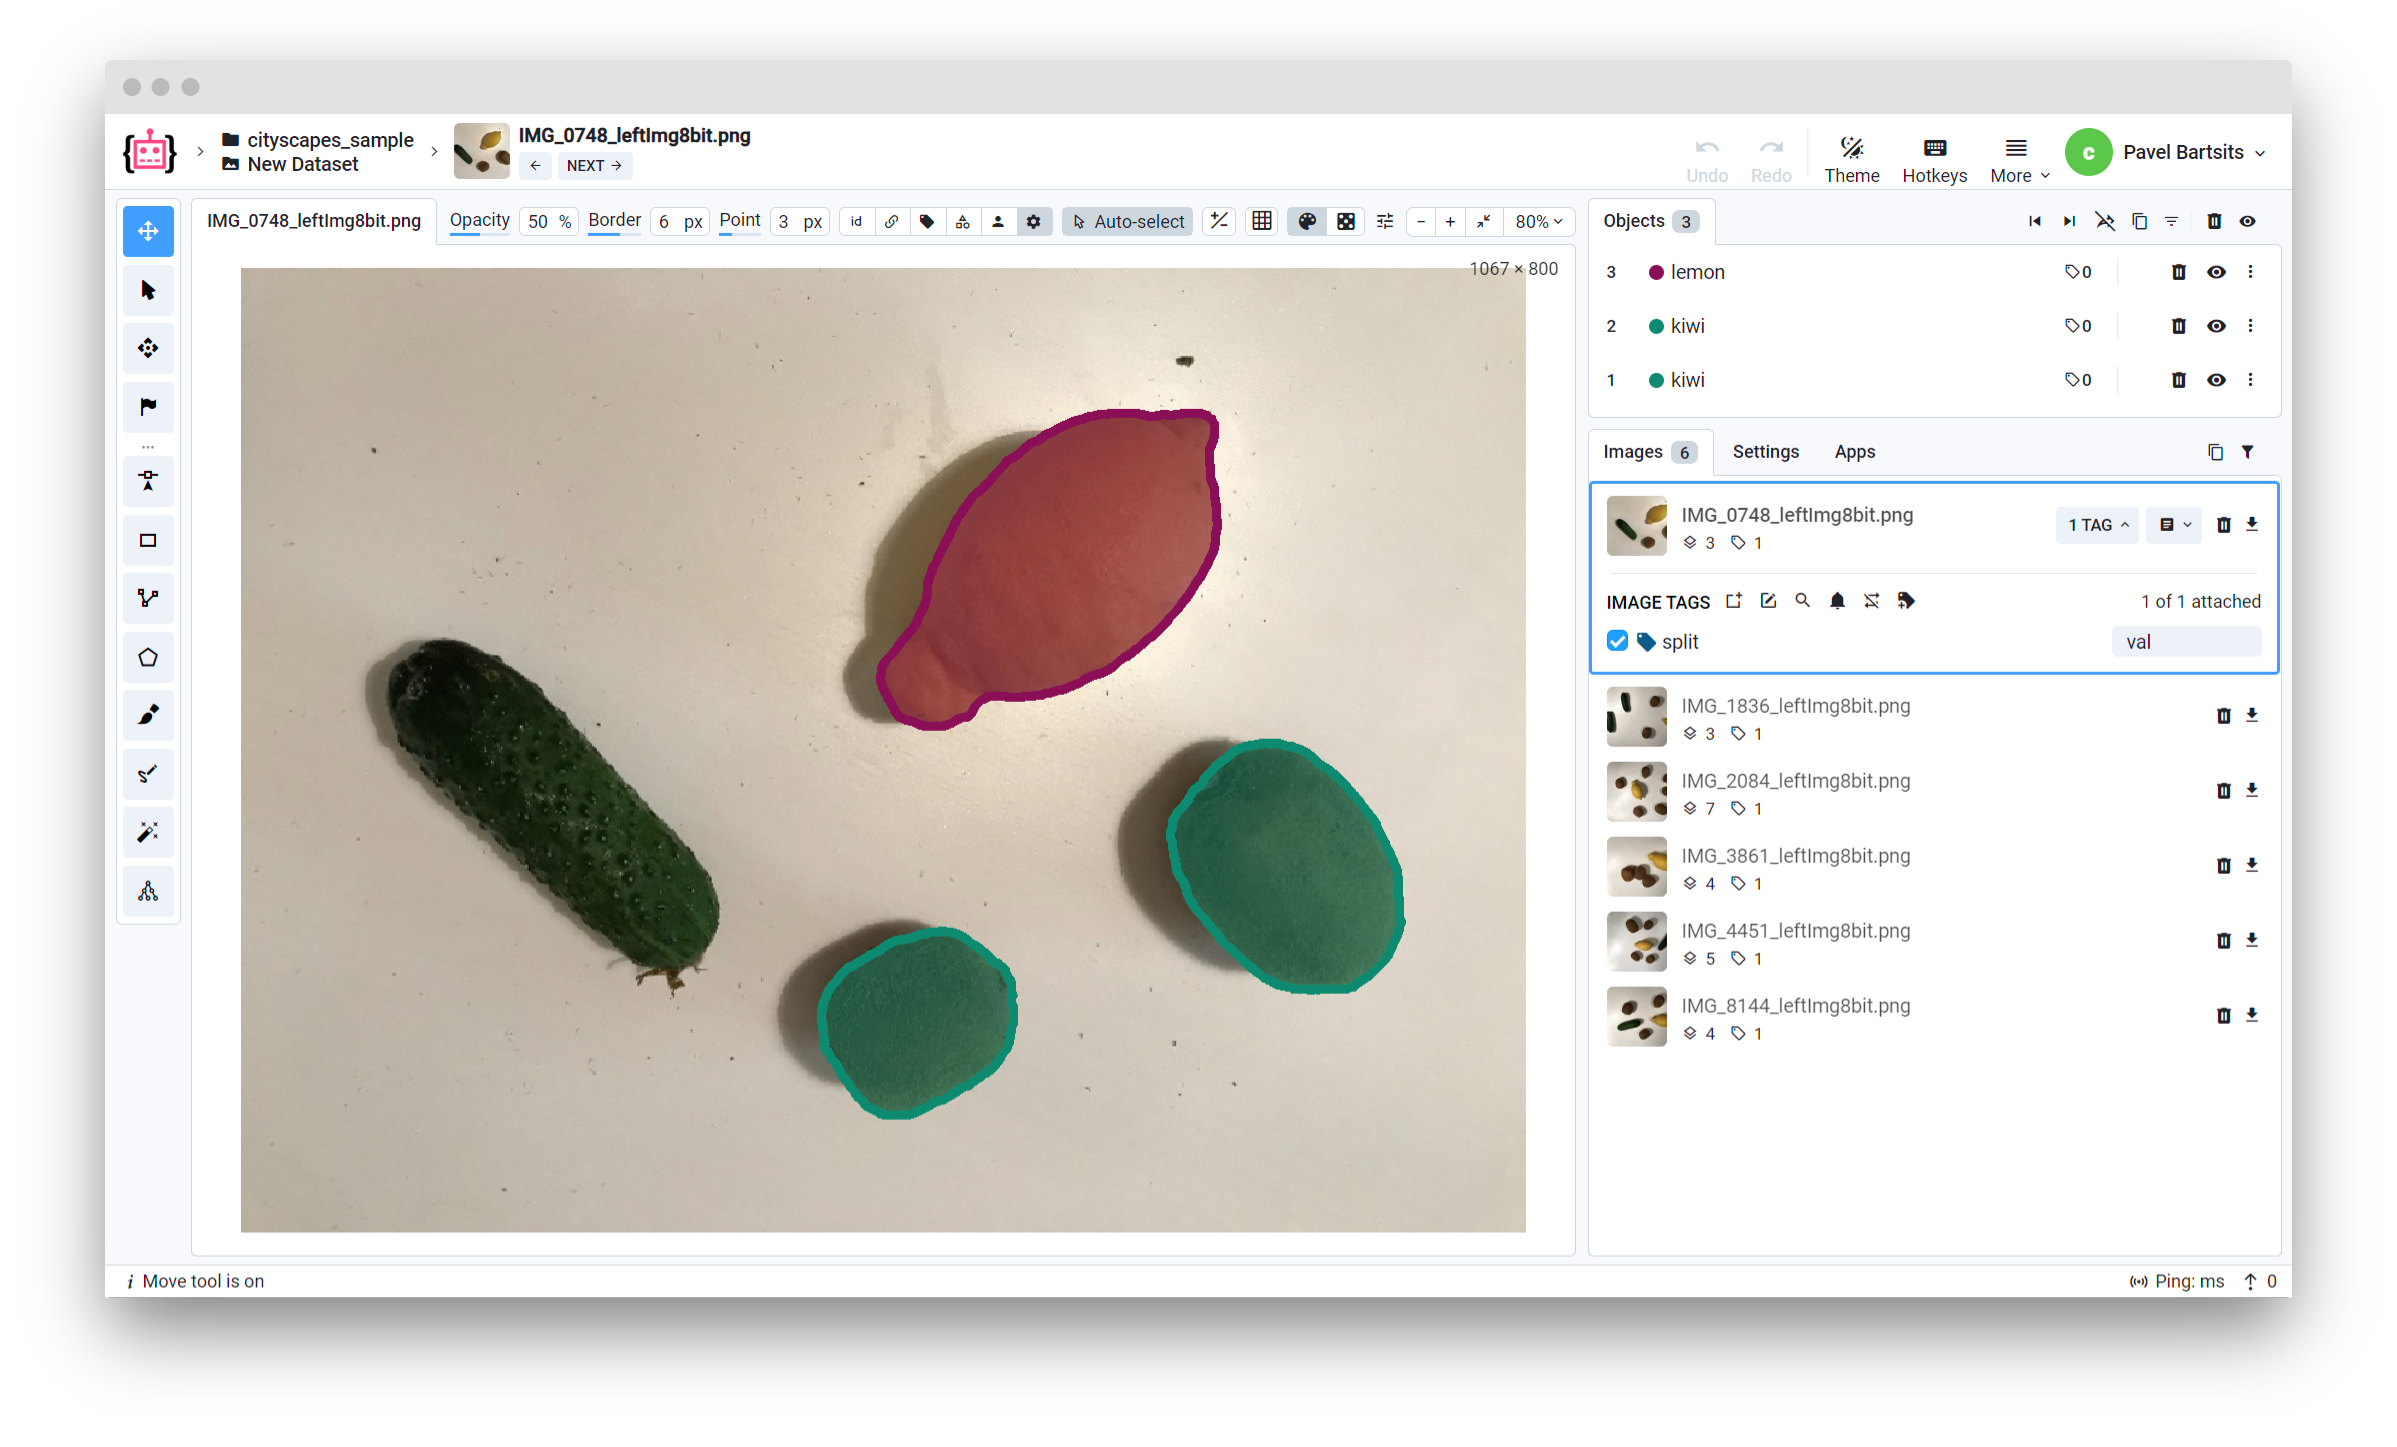 cityscapes_sample
New Dataset
IMG_0748_leftImg8bit.png
NEXT
Undo
Redo
Theme
Hotkeys
More
c
Pavel Bartsits
IMG_0748_leftImg8bit.png
Opacity 50 % Border 6 px Point 3 px id Auto-select 80%
1067 × 800
Objects 3
3 lemon 0
2 kiwi 0
1 kiwi 0
Images 6 Settings Apps
IMG_0748_leftImg8bit.png
3 1
1 TAG
IMAGE TAGS 1 of 1 attached
split val
IMG_1836_leftImg8bit.png
3 1
IMG_2084_leftImg8bit.png
7 1
IMG_3861_leftImg8bit.png
4 1
IMG_4451_leftImg8bit.png
5 1
IMG_8144_leftImg8bit.png
4 1
i Move tool is on
Ping: ms 0